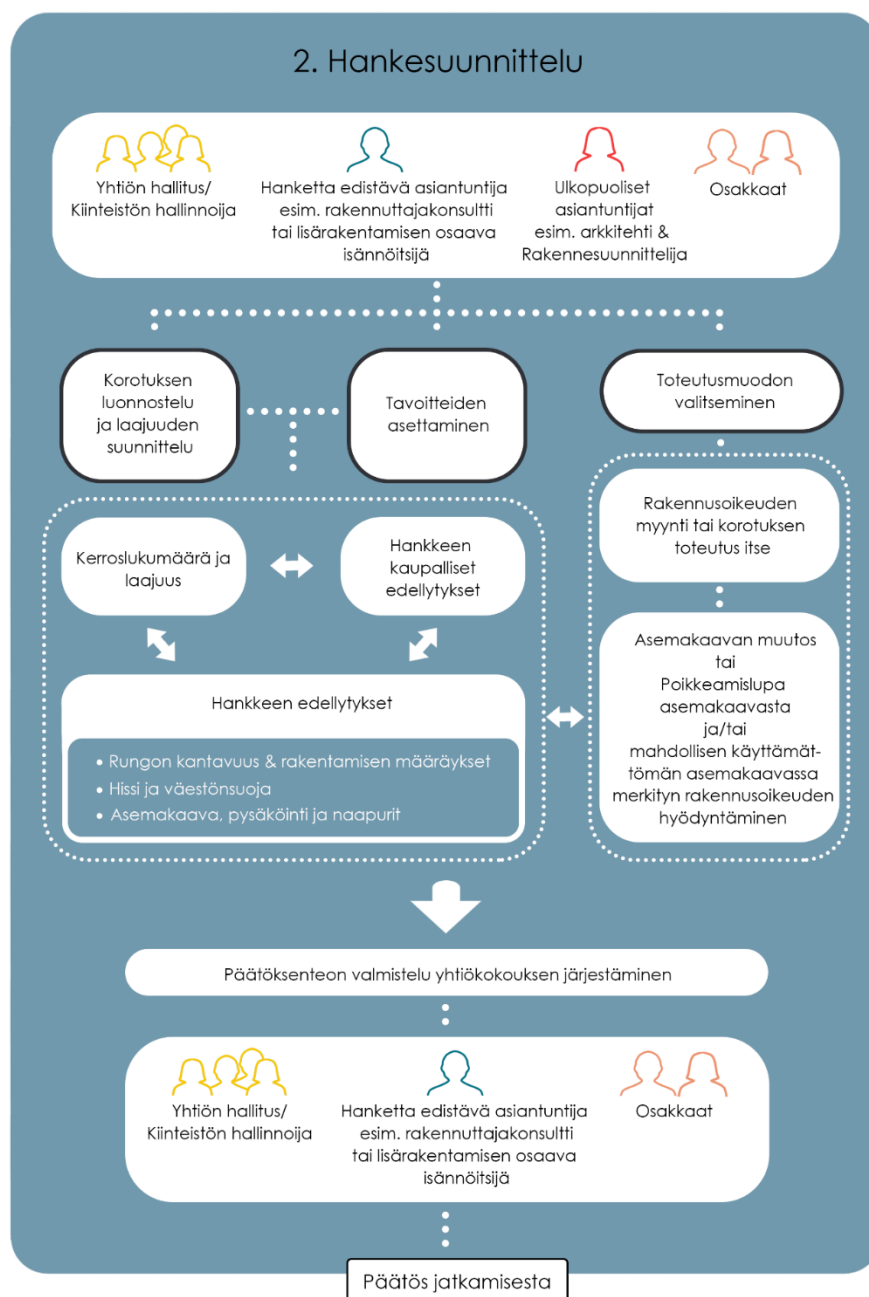 2. Hankesuunnittelu
Yhtiön hallitus/
Kiinteistön hallinnoija
Hanketta edistävä asiantuntija
esim. rakennuttajakonsultti
tai lisärakentamisen osaava
isännöitsijä
Ulkopuoliset
asiantuntijat
esim. arkkitehti &
Rakennesuunnittelija
Osakkaat
Korotuksen
luonnostelu
ja laajuuden
suunnittelu
Tavoitteiden
asettaminen
Toteutusmuodon
valitseminen
Kerroslukumäärä ja
laajuus
Hankkeen
kaupalliset
edellytykset
Hankkeen edellytykset
• Rungon kantavuus & rakentamisen määräykset
• Hissi ja väestönsuoja
• Asemakaava, pysäköinti ja naapurit
Rakennusoikeuden
myynti tai korotuksen
toteutus itse
Asemakaavan muutos
tai
Poikkeamislupa
asemakaavasta
ja/tai
mahdollisen käyttämät-
tömän asemakaavassa
merkityn rakennusoikeuden
hyödyntäminen
Päätöksenteon valmistelu yhtiökokouksen järjestäminen
Yhtiön hallitus/
Kiinteistön hallinnoija
Hanketta edistävä asiantuntija
esim. rakennuttajakonsultti
tai lisärakentamisen osaava
isännöitsijä
Osakkaat
Päätös jatkamisesta